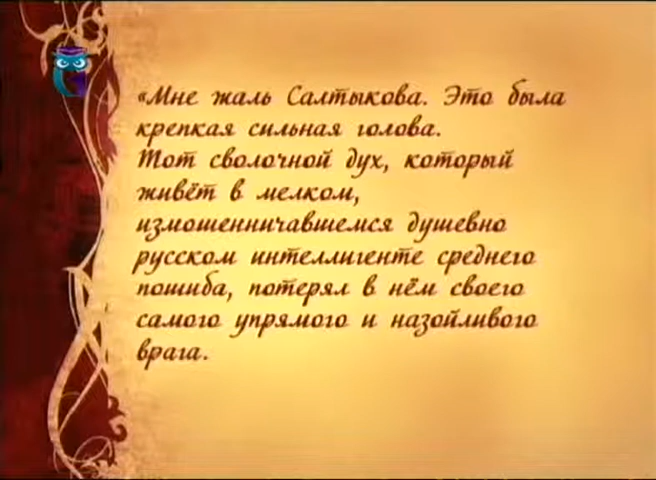 «Мне жаль Салтыкова. Это была
крепкая сильная голова.
Тот сволочной дух, который
живёт в мелком,
измошенничавшемся душевно
русском интеллигенте среднего
пошиба, потерял в нём своего
самого упрямого и назойливого
врага.